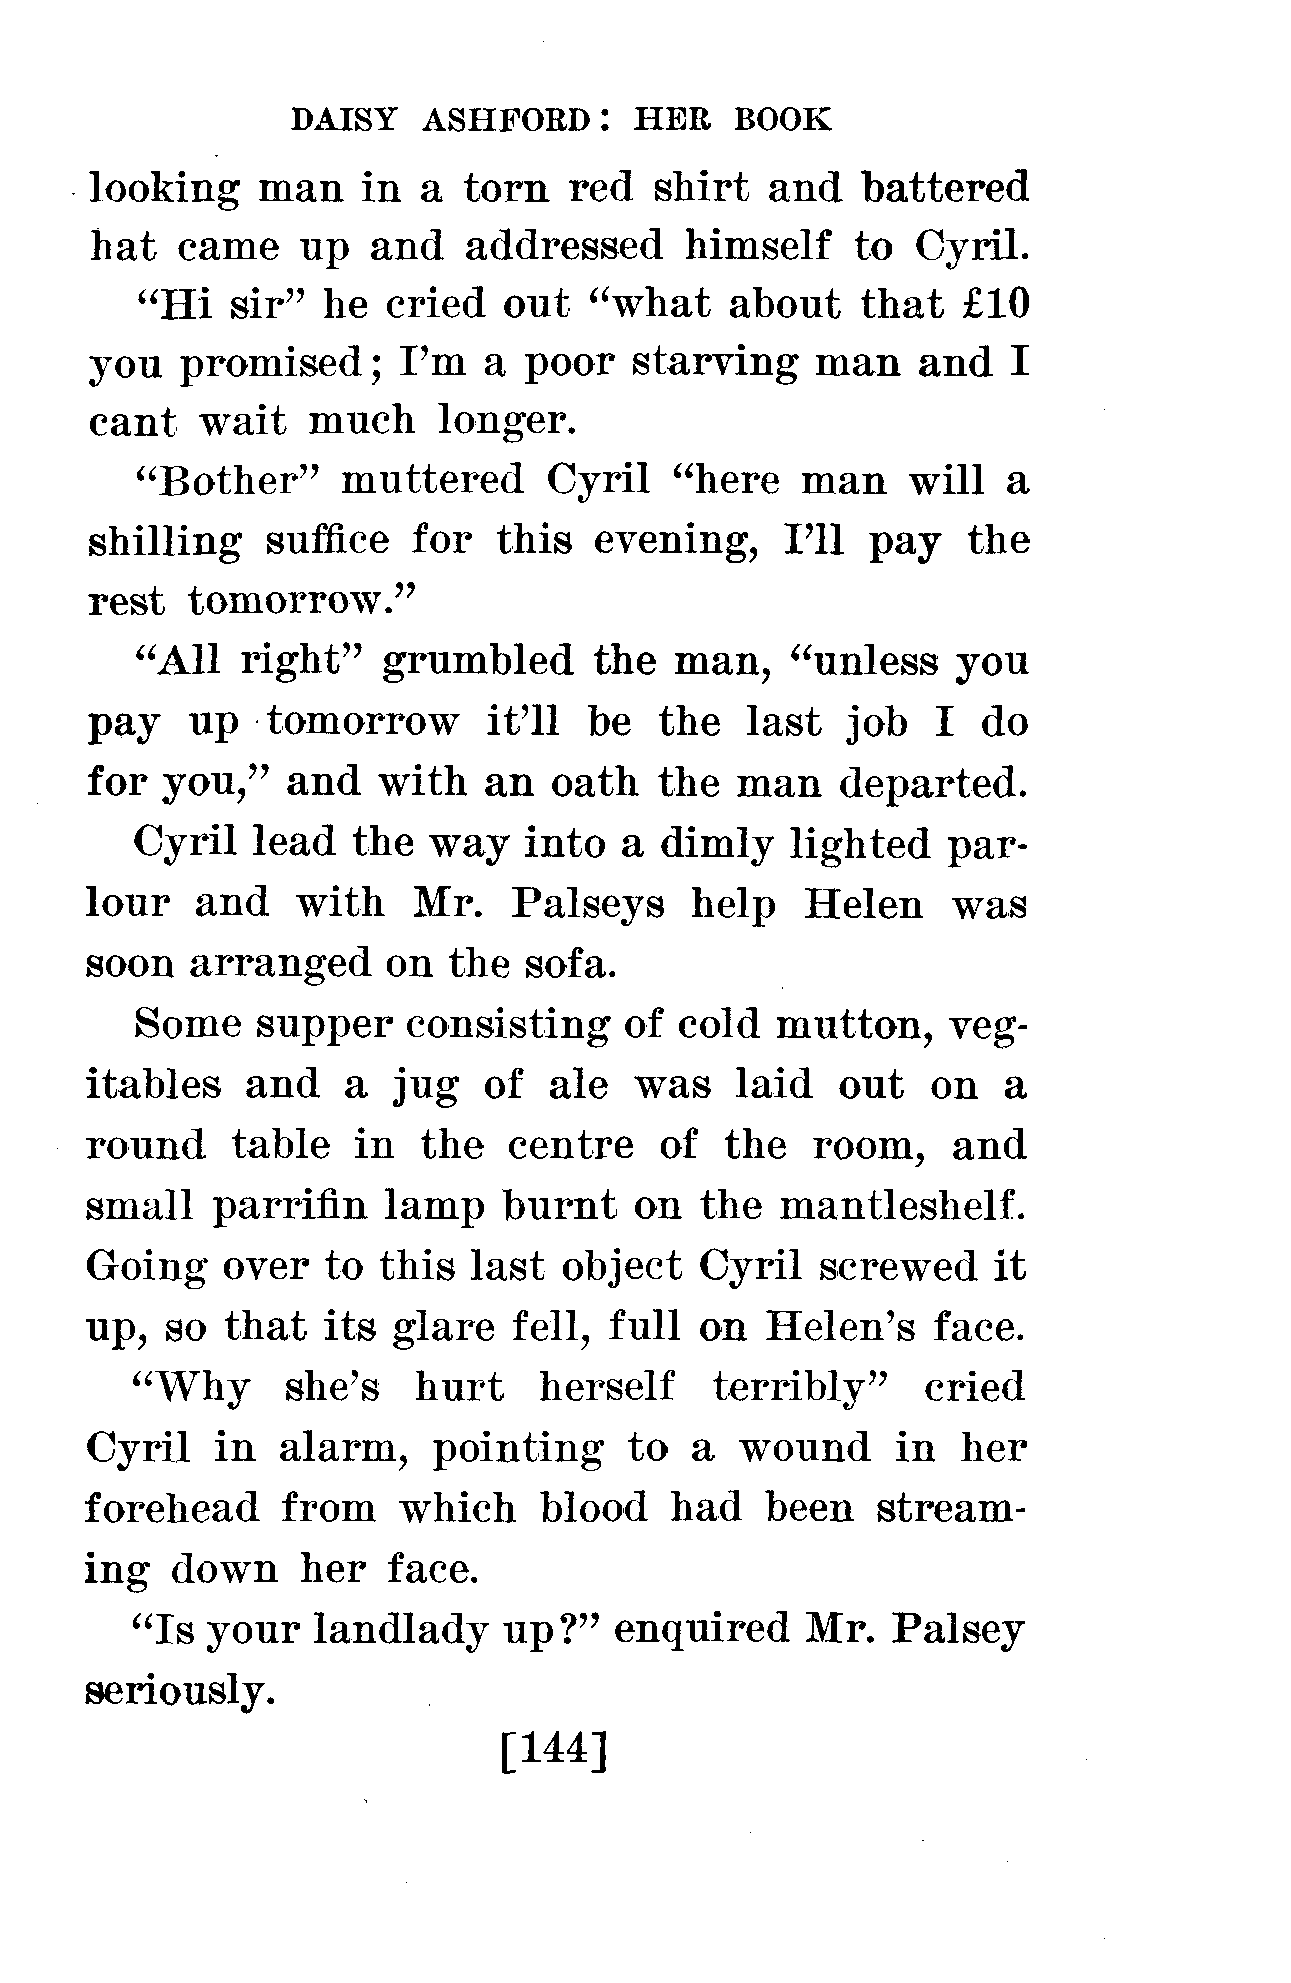 DAISY ASHFORD: HER BOOK
looking man in a torn red shirt and battered
hat came up and addressed himself to Cyril.
“Hi sir” he cried out “what about that £10
you promised; I’m a poor starving man and I
cant wait much longer.
“Bother” muttered Cyril “here man will a
shilling suffice for this evening, I’ll pay the
rest tomorrow.”
“All right” grumbled the man, “unless you
pay up tomorrow it’ll be the last job I do
for you,” and with an oath the man departed.
Cyril lead the way into a dimly lighted par-
lour and with Mr. Palseys help Helen was
soon arranged on the sofa.
Some supper consisting of cold mutton, veg-
itables and a jug of ale was laid out on a
round table in the centre of the room, and
small parrifin lamp burnt on the mantleshelf.
Going over to this last object Cyril screwed it
up, so that its glare fell, full on Helen’s face.
“Why she’s hurt herself terribly” cried
Cyril in alarm, pointing to a wound in her
forehead from which blood had been stream-
ing down her face.
“Is your landlady up?” enquired Mr. Palsey
seriously.
[144]